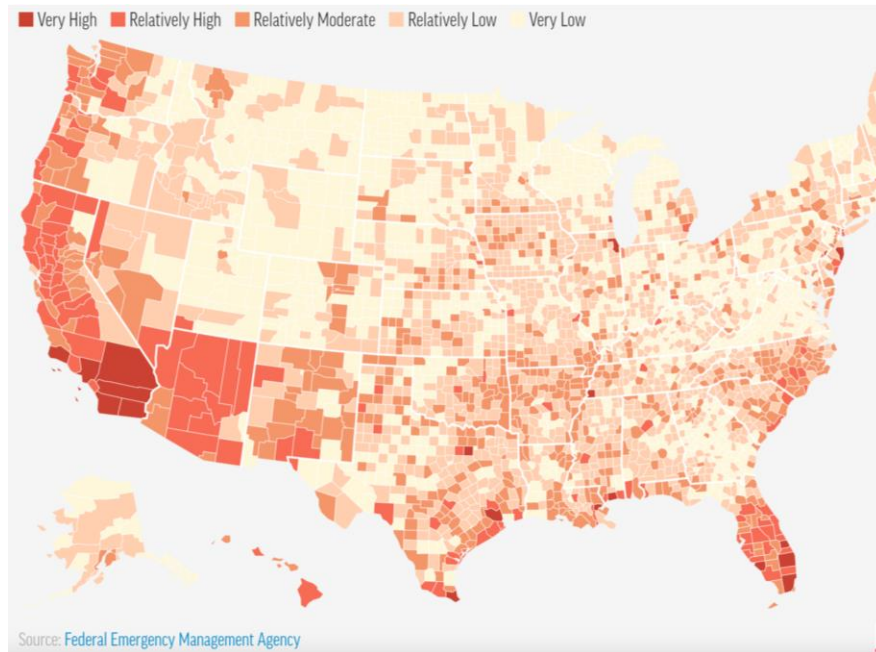 Very High Relatively High Relatively Moderate Relatively Low Very Low
Source: Federal Emergency Management Agency